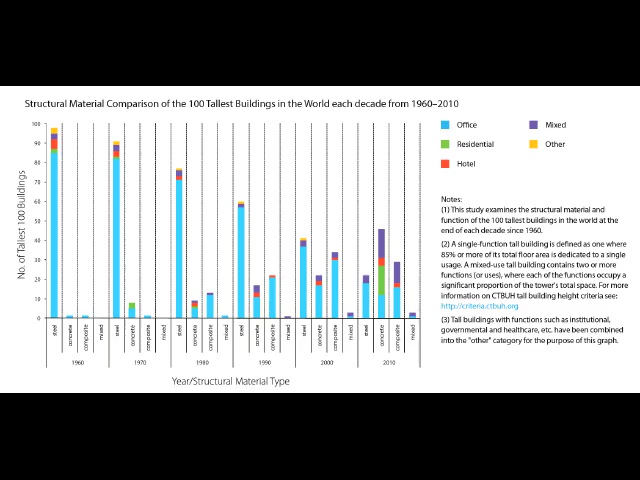 Structural Material Comparison of the 100 Tallest Buildings in the World each decade from 1960–2010
100
90
80
70
60
50
40
30
20
10
0
No. of Tallest 100 Buildings
steel concrete composite mixed steel concrete composite mixed steel concrete composite mixed steel concrete composite mixed steel concrete composite mixed steel concrete composite mixed
1960 1970 1980 1990 2000 2010
Year/Structural Material Type
Office Mixed
Residential Other
Hotel
Notes:
(1) This study examines the structural material and
function of the 100 tallest buildings in the world at the
end of each decade since 1960.
(2) A single-function tall building is defined as one where
85% or more of its total floor area is dedicated to a single
usage. A mixed-use tall building contains two or more
functions (or uses), where each of the functions occupy a
significant proportion of the tower's total space. For more
information on CTBUH tall building height criteria see:
http://criteria.ctbuh.org
(3) Tall buildings with functions such as institutional,
governmental and healthcare, etc. have been combined
into the "other" category for the purpose of this graph.